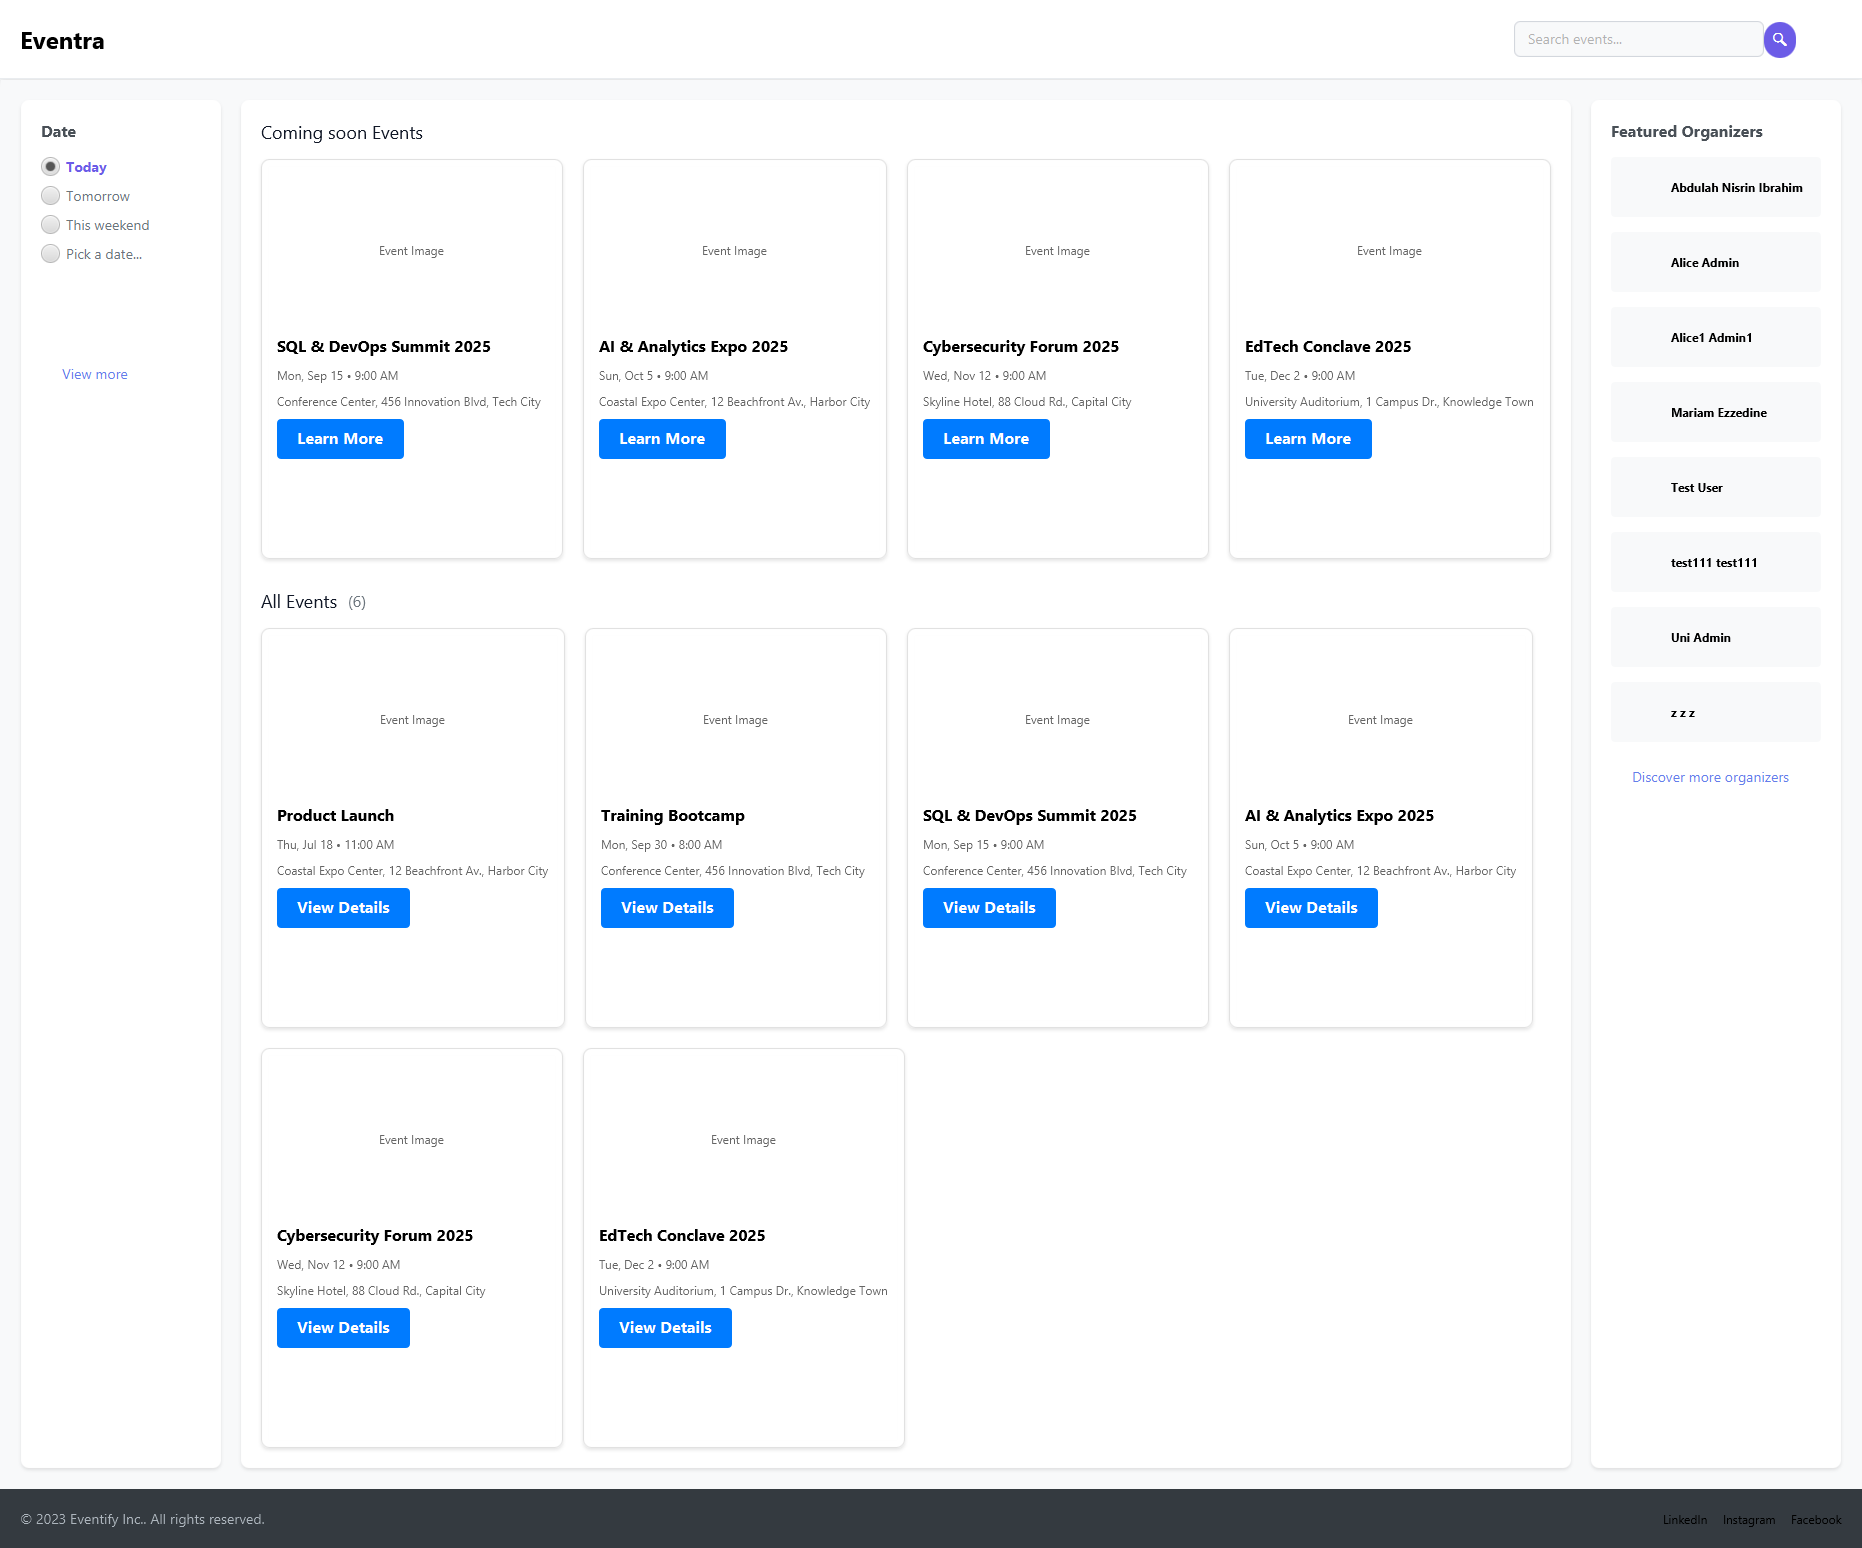 Eventra
Search events...
Date
Today
Tomorrow
This weekend
Pick a date...
View more
Coming soon Events
Event Image
SQL & DevOps Summit 2025
Mon, Sep 15 • 9:00 AM
Conference Center, 456 Innovation Blvd, Tech City
Learn More
Event Image
AI & Analytics Expo 2025
Sun, Oct 5 • 9:00 AM
Coastal Expo Center, 12 Beachfront Av., Harbor City
Learn More
Event Image
Cybersecurity Forum 2025
Wed, Nov 12 • 9:00 AM
Skyline Hotel, 88 Cloud Rd., Capital City
Learn More
Event Image
EdTech Conclave 2025
Tue, Dec 2 • 9:00 AM
University Auditorium, 1 Campus Dr., Knowledge Town
Learn More
All Events (6)
Event Image
Product Launch
Thu, Jul 18 • 11:00 AM
Coastal Expo Center, 12 Beachfront Av., Harbor City
View Details
Event Image
Training Bootcamp
Mon, Sep 30 • 8:00 AM
Conference Center, 456 Innovation Blvd, Tech City
View Details
Event Image
SQL & DevOps Summit 2025
Mon, Sep 15 • 9:00 AM
Conference Center, 456 Innovation Blvd, Tech City
View Details
Event Image
AI & Analytics Expo 2025
Sun, Oct 5 • 9:00 AM
Coastal Expo Center, 12 Beachfront Av., Harbor City
View Details
Event Image
Cybersecurity Forum 2025
Wed, Nov 12 • 9:00 AM
Skyline Hotel, 88 Cloud Rd., Capital City
View Details
Event Image
EdTech Conclave 2025
Tue, Dec 2 • 9:00 AM
University Auditorium, 1 Campus Dr., Knowledge Town
View Details
Featured Organizers
Abdulah Nisrin Ibrahim
Alice Admin
Alice1 Admin1
Mariam Ezzedine
Test User
test111 test111
Uni Admin
z z z
Discover more organizers
© 2023 Eventify Inc.. All rights reserved.
LinkedIn Instagram Facebook